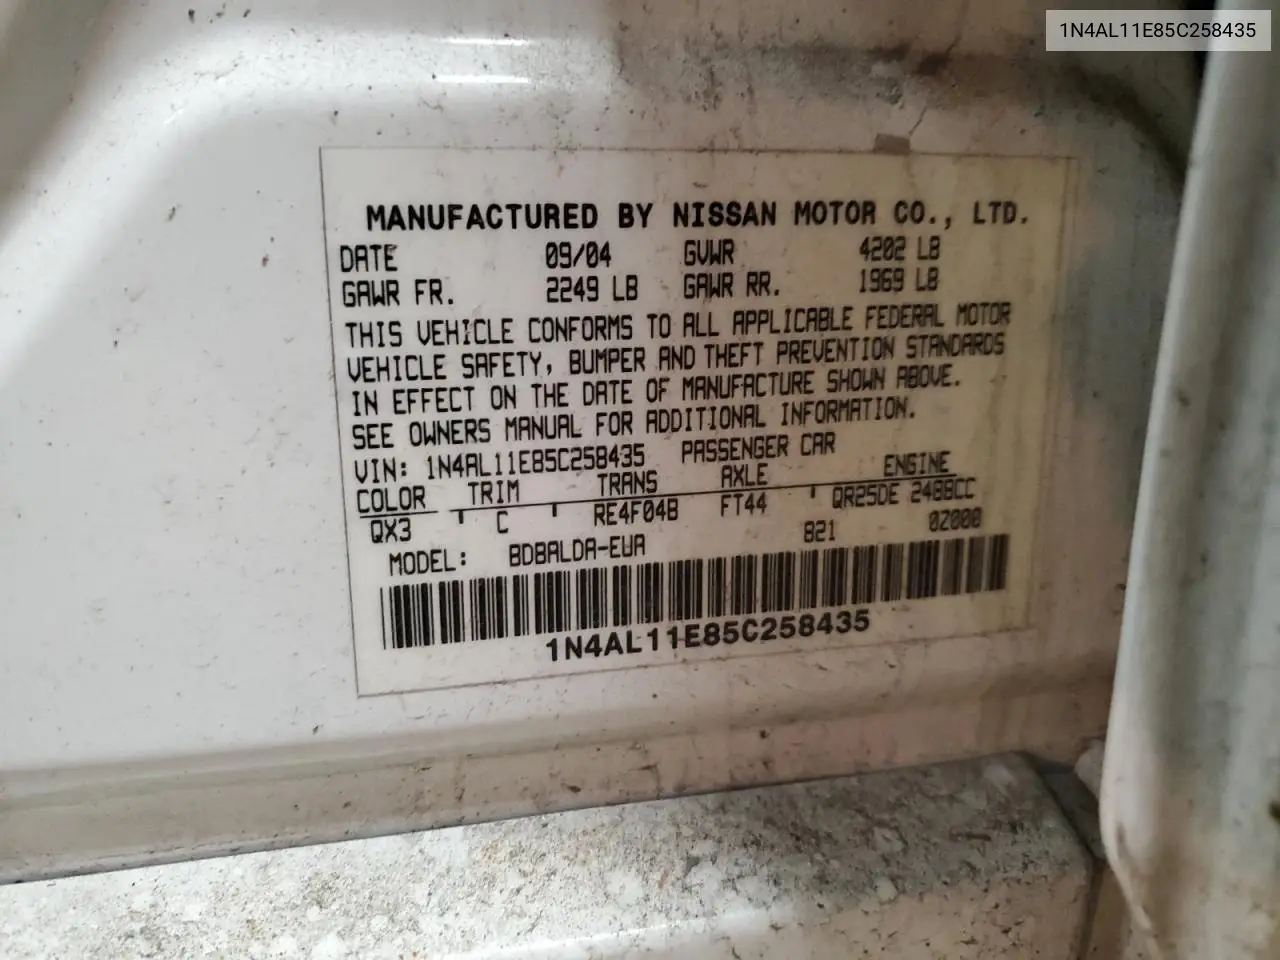 1N4AL11E85C258435
MANUFACTURED BY NISSAN MOTOR CO., LTD.
DATE 09/04 GVWR 4202 LB
GAWR FR. 2249 LB GAWR RR. 1969 LB
THIS VEHICLE CONFORMS TO ALL APPLICABLE FEDERAL MOTOR
VEHICLE SAFETY, BUMPER AND THEFT PREVENTION STANDARDS
IN EFFECT ON THE DATE OF MANUFACTURE SHOWN ABOVE.
SEE OWNERS MANUAL FOR ADDITIONAL INFORMATION.
VIN: 1N4AL11E85C258435 PASSENGER CAR
COLOR TRIM TRANS AXLE ENGINE
QX3 ' C ' RE4F04B FT44 ' QR25DE 2488CC
MODEL: BDBALDA-EUA 821 02000
1N4AL11E85C258435